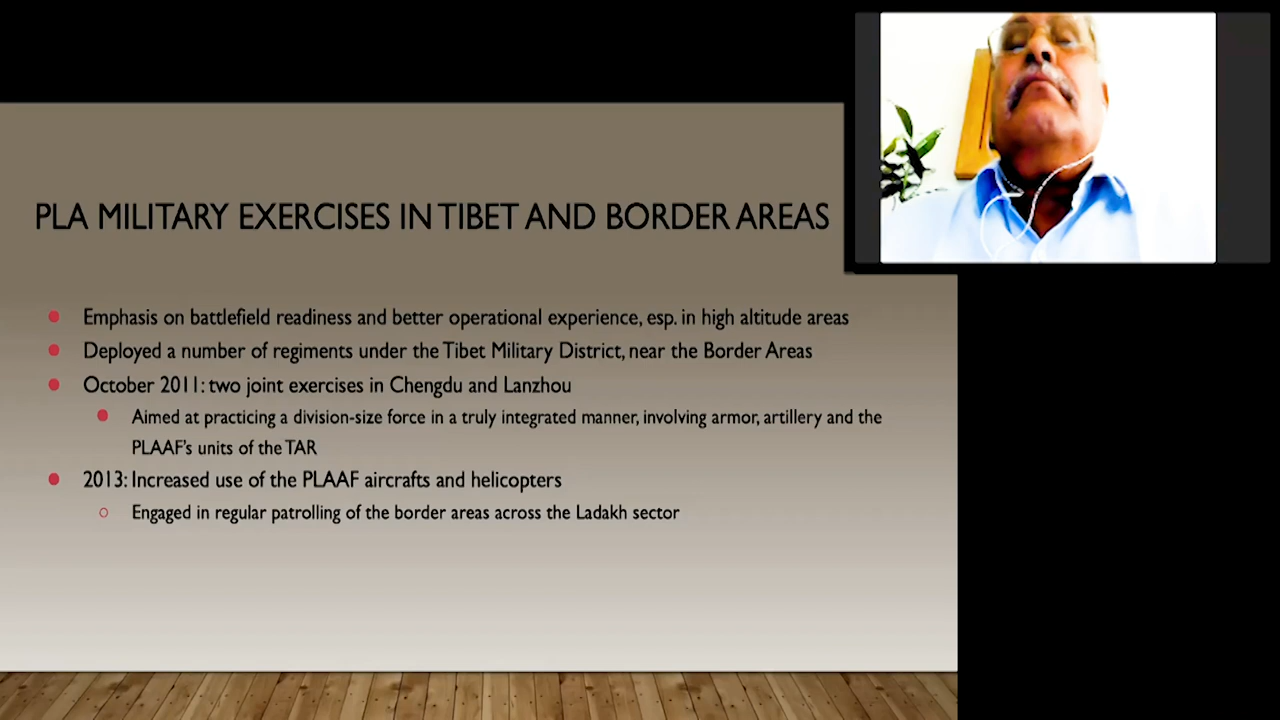 PLA MILITARY EXERCISES IN TIBET AND BORDER AREAS
Emphasis on battlefield readiness and better operational experience, esp. in high altitude areas
Deployed a number of regiments under the Tibet Military District, near the Border Areas
October 2011: two joint exercises in Chengdu and Lanzhou
Aimed at practicing a division-size force in a truly integrated manner, involving armor, artillery and the
PLAAF's units of the TAR
2013: Increased use of the PLAAF aircrafts and helicopters
Engaged in regular patrolling of the border areas across the Ladakh sector